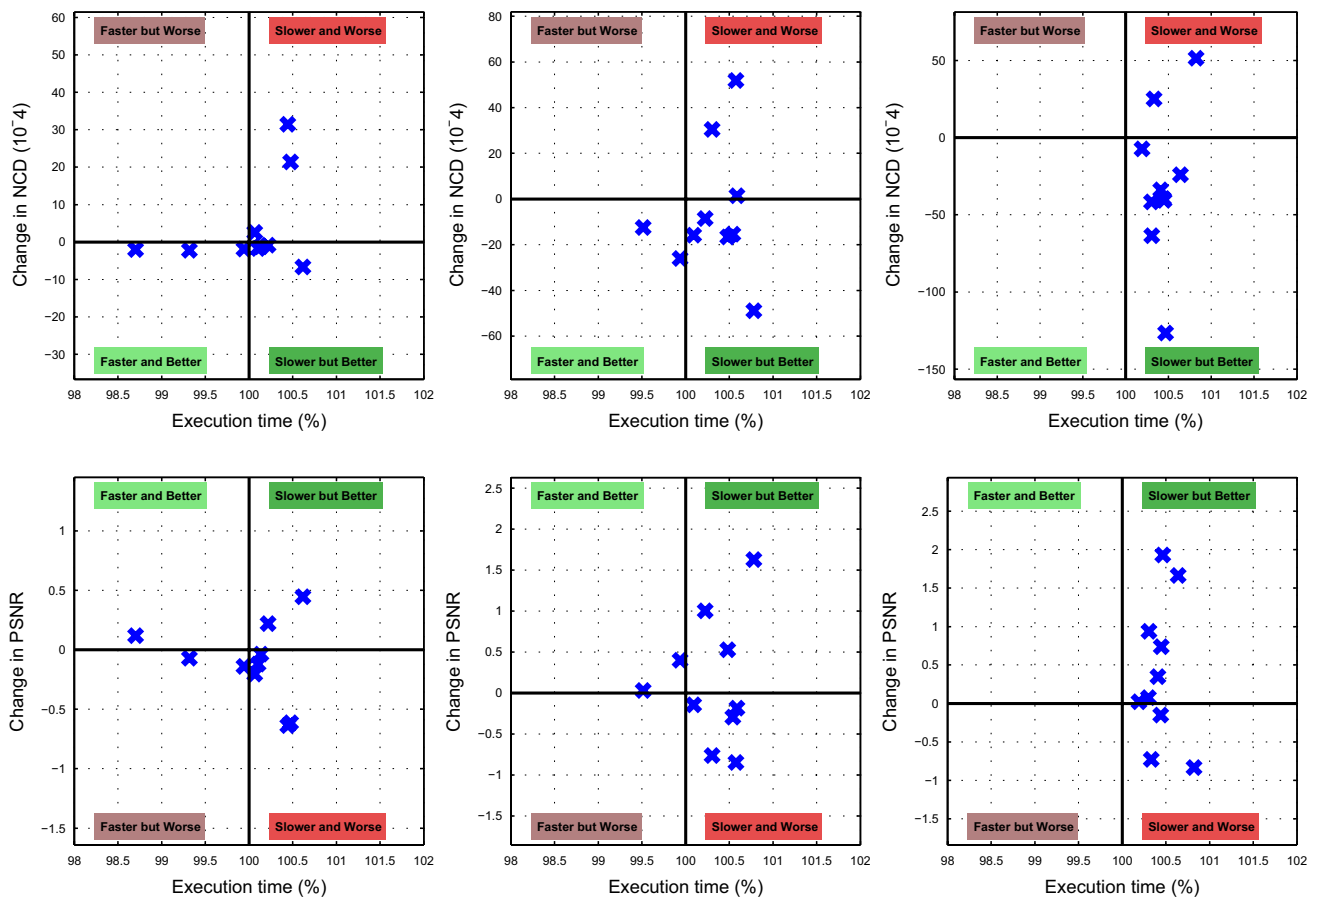 60
50
40
30
20
10
0
−10
−20
−30
Change in NCD (10¯4)
Faster but Worse
Slower and Worse
Faster and Better
Slower but Better
98 98.5 99 99.5 100 100.5 101 101.5 102
Execution time (%)
80
60
40
20
0
−20
−40
−60
Change in NCD (10¯4)
Faster but Worse
Slower and Worse
Faster and Better
Slower but Better
98 98.5 99 99.5 100 100.5 101 101.5 102
Execution time (%)
50
0
−50
−100
−150
Change in NCD (10¯4)
Faster but Worse
Slower and Worse
Faster and Better
Slower but Better
98 98.5 99 99.5 100 100.5 101 101.5 102
Execution time (%)
1
0.5
0
−0.5
−1
−1.5
Change in PSNR
Faster and Better
Slower but Better
Faster but Worse
Slower and Worse
98 98.5 99 99.5 100 100.5 101 101.5 102
Execution time (%)
2.5
2
1.5
1
0.5
0
−0.5
−1
−1.5
Change in PSNR
Faster and Better
Slower but Better
Faster but Worse
Slower and Worse
98 98.5 99 99.5 100 100.5 101 101.5 102
Execution time (%)
2.5
2
1.5
1
0.5
0
−0.5
−1
−1.5
Change in PSNR
Faster and Better
Slower but Better
Faster but Worse
Slower and Worse
98 98.5 99 99.5 100 100.5 101 101.5 102
Execution time (%)